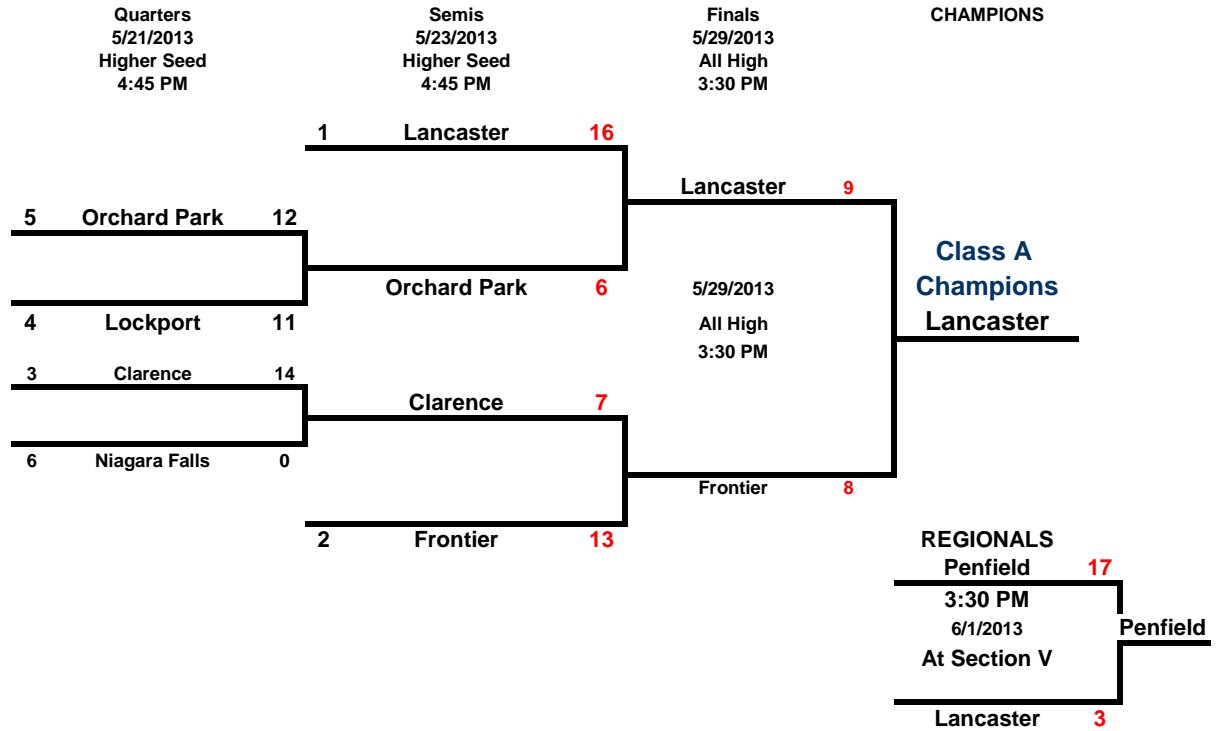 Quarters Semis Finals CHAMPIONS
5/21/2013 5/23/2013 5/29/2013
Higher Seed Higher Seed All High
4:45 PM 4:45 PM 3:30 PM
1 Lancaster 16
Lancaster 9
5 Orchard Park 12
Class A
Orchard Park 6 5/29/2013 Champions
4 Lockport 11 All High Lancaster
3:30 PM
3 Clarence 14
Clarence 7
6 Niagara Falls 0
Frontier 8
2 Frontier 13 REGIONALS
Penfield 17
3:30 PM
6/1/2013 Penfield
At Section V
Lancaster 3